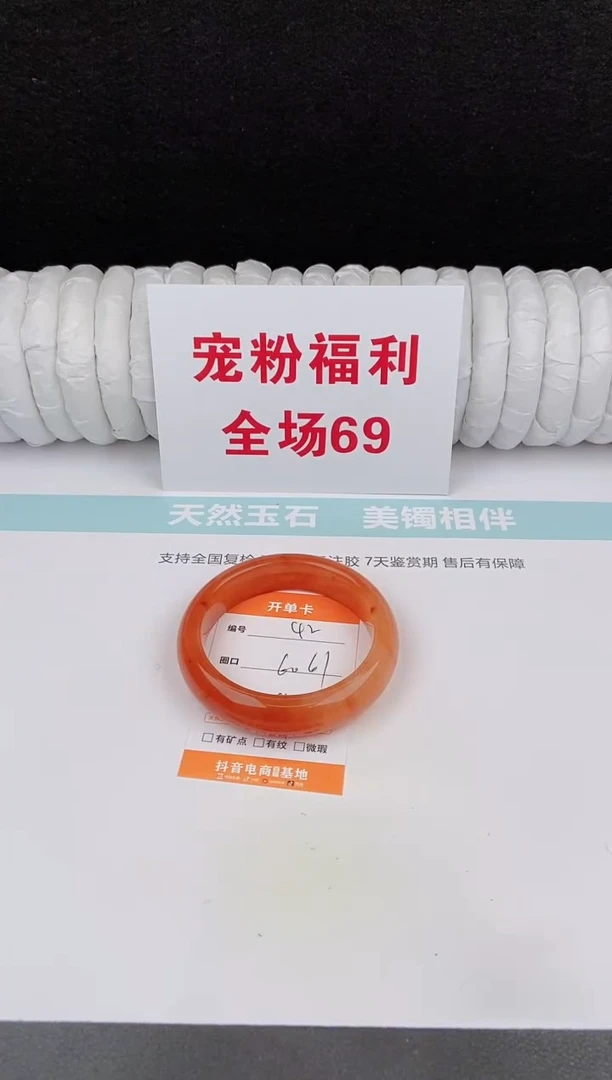 宠粉福利
全场69
天然玉石 美镯相伴
支持全国复检 注胶 7天鉴赏期 售后有保障
开单卡
编号 42
圈口 60.61
有矿点 有纹 微瑕
抖音电商 基地